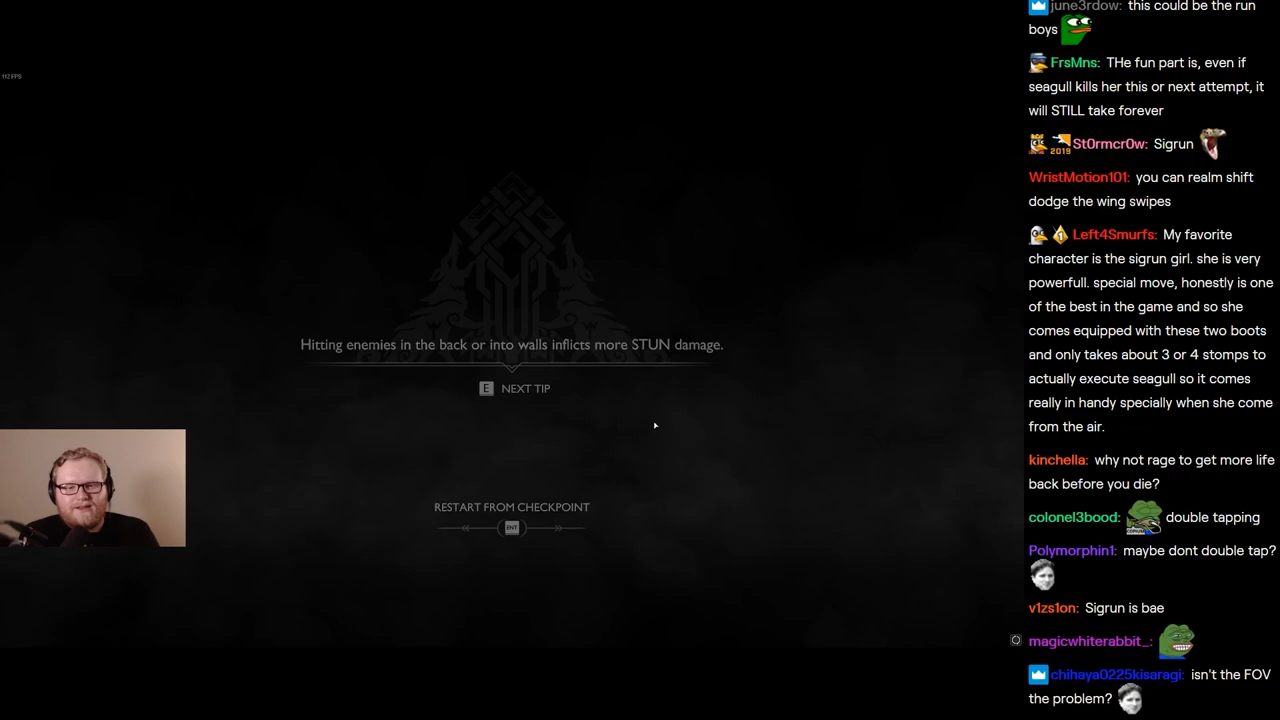 112 FPS
Hitting enemies in the back or into walls inflicts more STUN damage.
E NEXT TIP
RESTART FROM CHECKPOINT
ENT
june3rdow: this could be the run
boys
FrsMns: THe fun part is, even if
seagull kills her this or next attempt, it
will STILL take forever
2019 St0rmcr0w: Sigrun
WristMotion101: you can realm shift
dodge the wing swipes
1 Left4Smurfs: My favorite
character is the sigrun girl. she is very
powerfull. special move, honestly is one
of the best in the game and so she
comes equipped with these two boots
and only takes about 3 or 4 stomps to
actually execute seagull so it comes
really in handy specially when she come
from the air.
kinchella: why not rage to get more life
back before you die?
colonel3bood: double tapping
Polymorphin1: maybe dont double tap?
v1zs1on: Sigrun is bae
magicwhiterabbit_:
chihaya0225kisaragi: isn't the FOV
the problem?